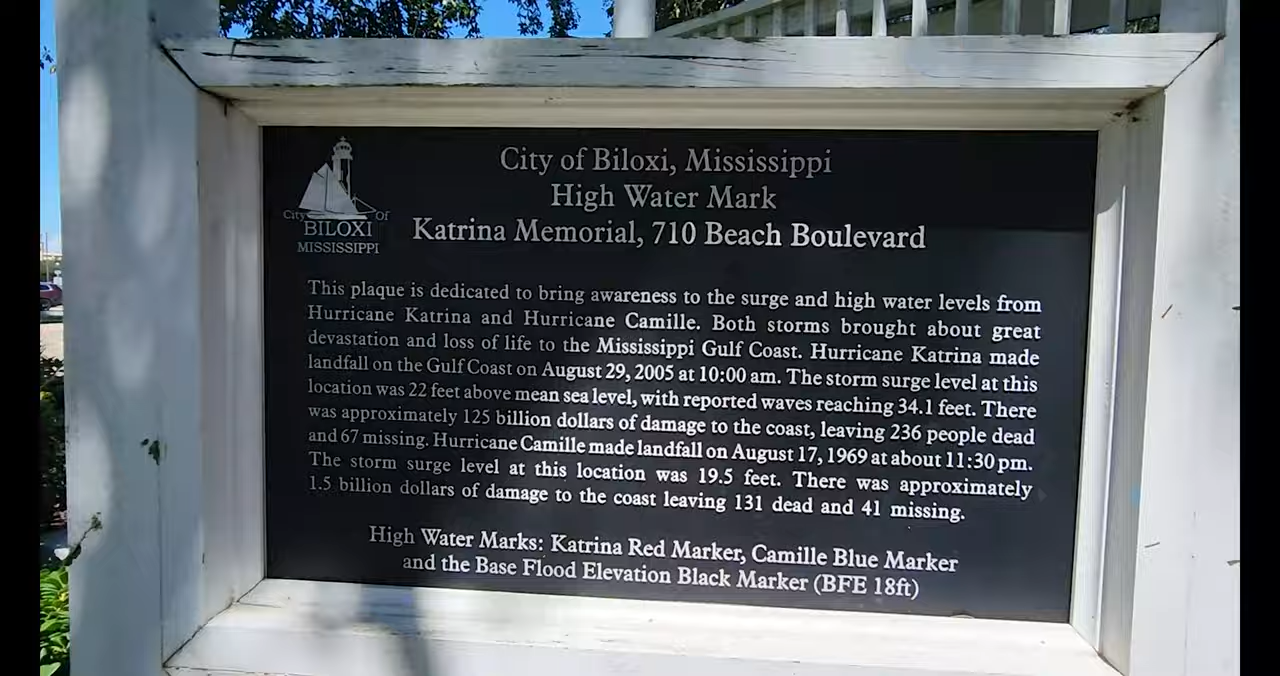 City of Biloxi, Mississippi
High Water Mark
Katrina Memorial, 710 Beach Boulevard
City Of
BILOXI
MISSISSIPPI
This plaque is dedicated to bring awareness to the surge and high water levels from
Hurricane Katrina and Hurricane Camille. Both storms brought about great
devastation and loss of life to the Mississippi Gulf Coast. Hurricane Katrina made
landfall on the Gulf Coast on August 29, 2005 at 10:00 am. The storm surge level at this
location was 22 feet above mean sea level, with reported waves reaching 34.1 feet. There
was approximately 125 billion dollars of damage to the coast, leaving 236 people dead
and 67 missing. Hurricane Camille made landfall on August 17, 1969 at about 11:30 pm.
The storm surge level at this location was 19.5 feet. There was approximately
1.5 billion dollars of damage to the coast leaving 131 dead and 41 missing.
High Water Marks: Katrina Red Marker, Camille Blue Marker
and the Base Flood Elevation Black Marker (BFE 18ft)